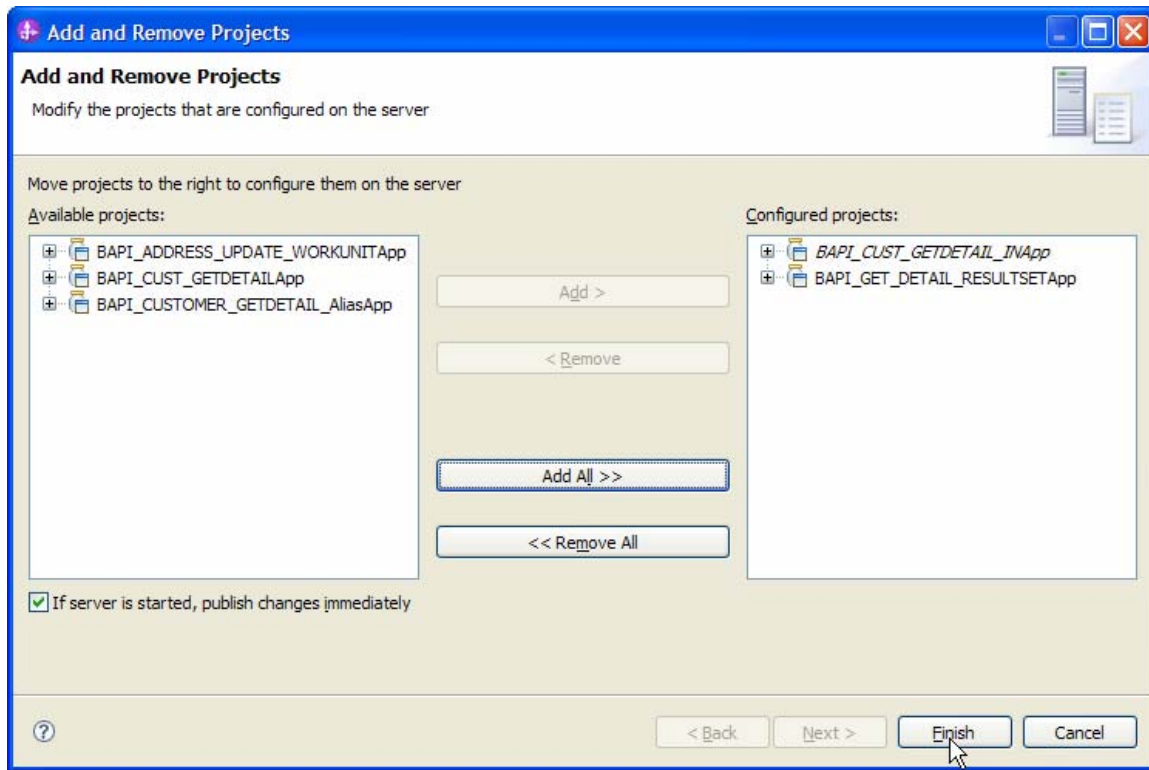 Add and Remove Projects
Add and Remove Projects
Modify the projects that are configured on the server
Move projects to the right to configure them on the server
Available projects:
Configured projects:
BAPI_ADDRESS_UPDATE_WORKUNITApp
BAPI_CUST_GETDETAILApp
BAPI_CUSTOMER_GETDETAIL_AliasApp
BAPI_CUST_GETDETAIL_INApp
BAPI_GET_DETAIL_RESULTSETApp
Add >
< Remove
Add All >>
<< Remove All
If server is started, publish changes immediately
?
< Back
Next >
Finish
Cancel